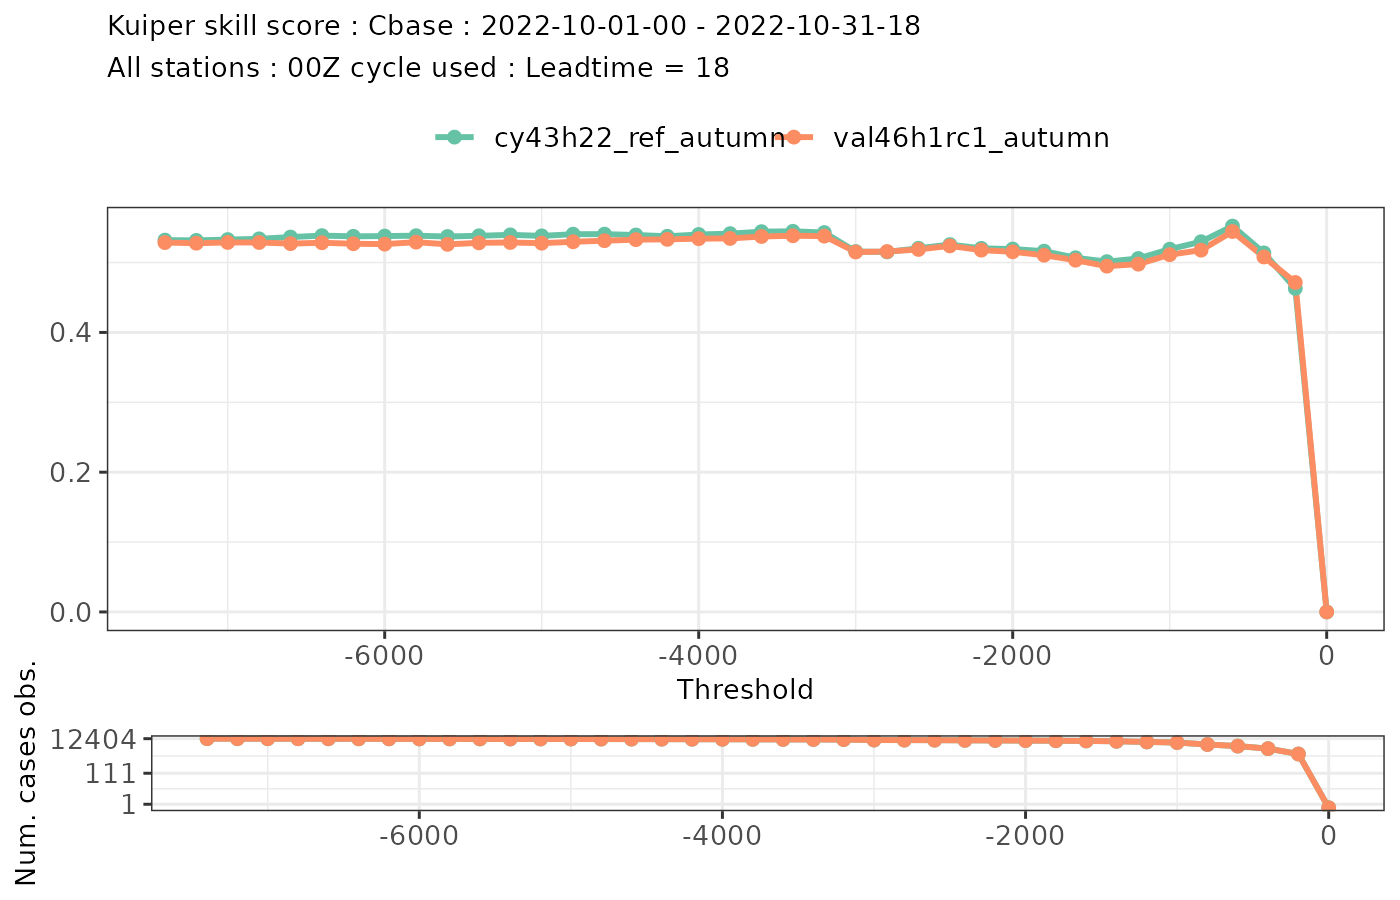 Kuiper skill score : Cbase : 2022-10-01-00 - 2022-10-31-18
All stations : 00Z cycle used : Leadtime = 18
cy43h22_ref_autumn val46h1rc1_autumn
0.4
0.2
0.0
-6000 -4000 -2000 0
Threshold
Num. cases obs.
12404
111
1
-6000 -4000 -2000 0